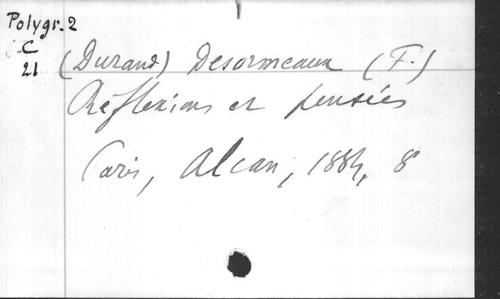 Polygr. 2
C
21
(Durand) Desormeaux (F.)
Réflexions et pensées
Paris, Alcan, 1884, 8°